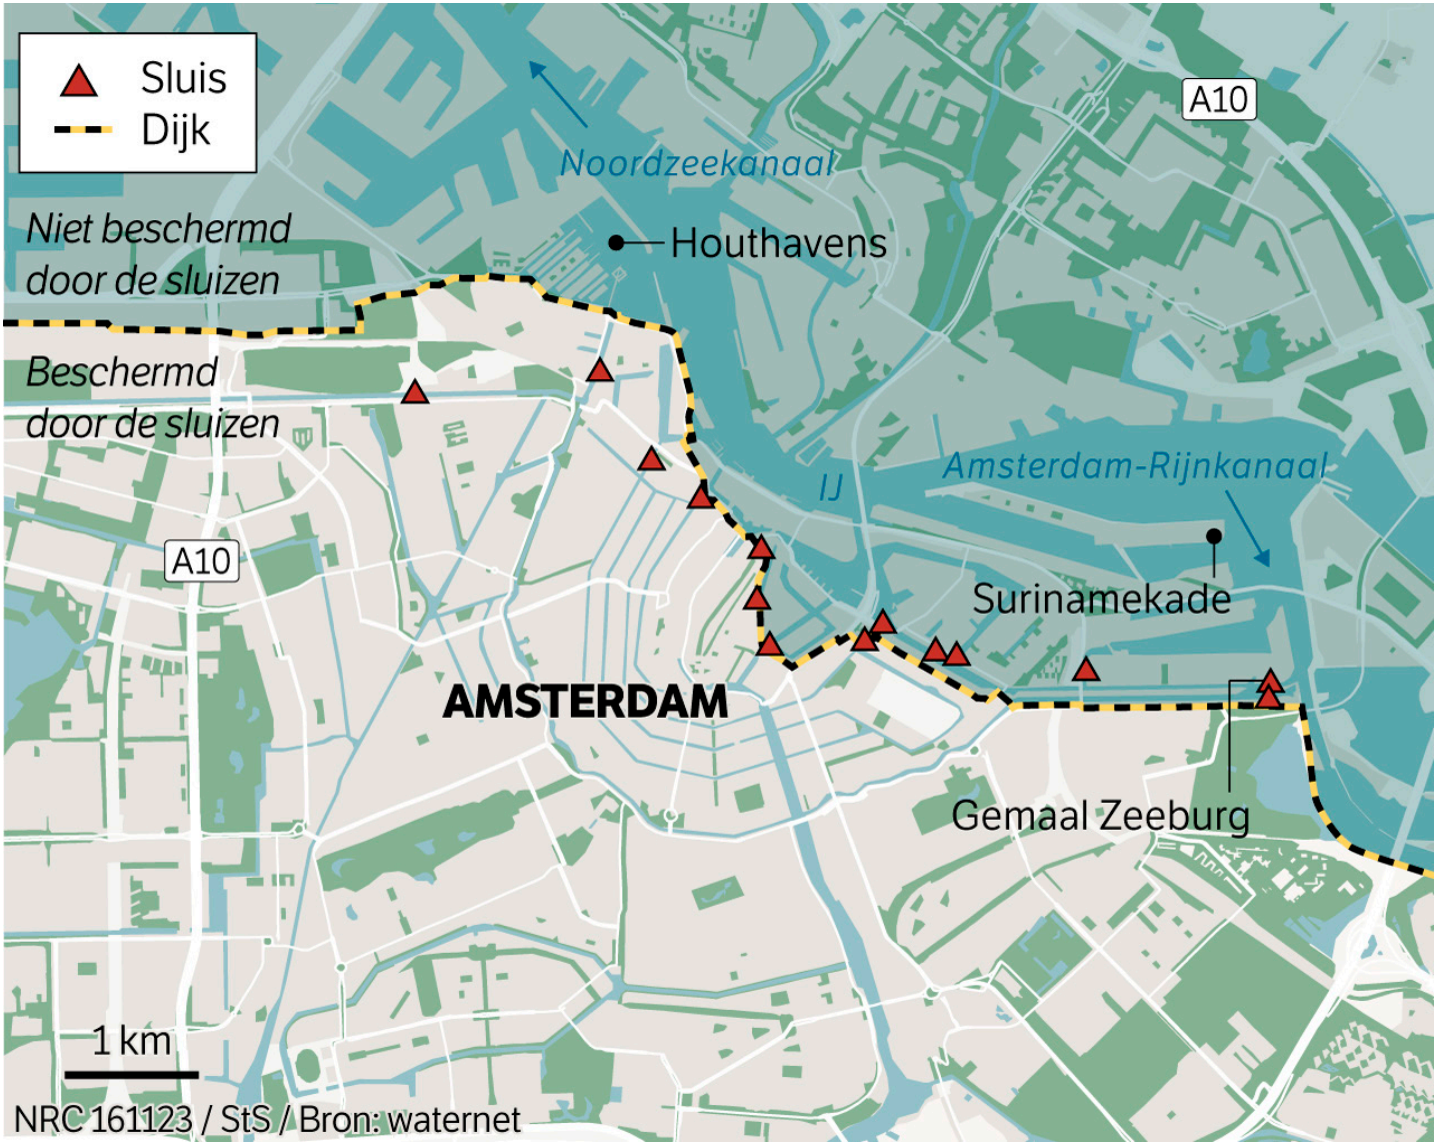 Sluis
Dijk
A10
Noordzeekanaal
Niet beschermd
door de sluizen
Houthavens
Beschermd
door de sluizen
Amsterdam-Rijnkanaal
IJ
A10
Surinamekade
AMSTERDAM
Gemaal Zeeburg
1 km
NRC 161123 / StS / Bron: waternet